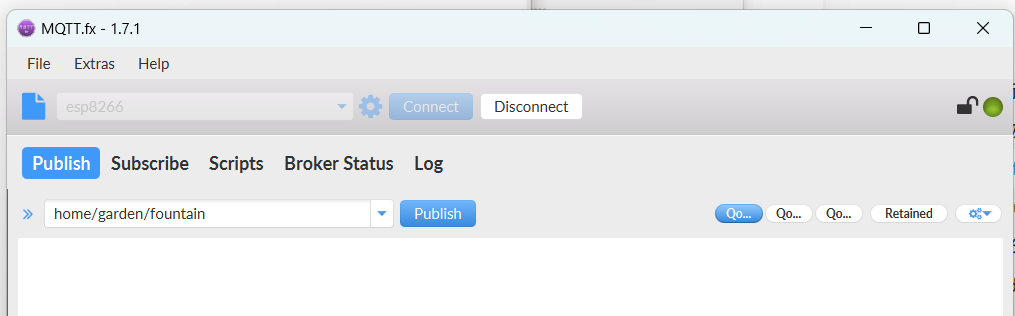 MQTT.fx - 1.7.1
File Extras Help
esp8266 Connect Disconnect
Publish Subscribe Scripts Broker Status Log
home/garden/fountain Publish Qo... Qo... Qo... Retained